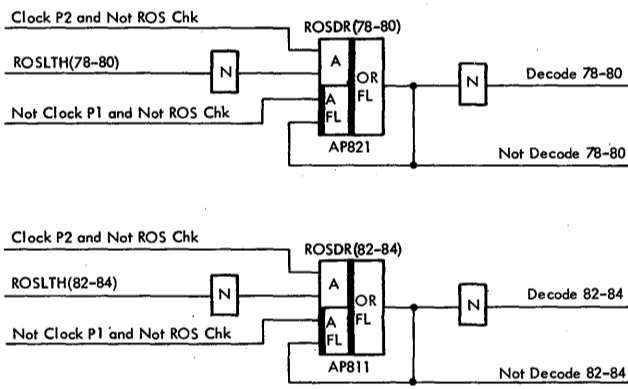 Clock P2 and Not ROS Chk
ROSDR(78-80)
ROSLTH(78-80)
N
A
OR
FL
N
Decode 78-80
Not Clock P1 and Not ROS Chk
A
FL
AP821
Not Decode 78-80
Clock P2 and Not ROS Chk
ROSDR(82-84)
ROSLTH(82-84)
N
A
OR
FL
N
Decode 82-84
Not Clock P1 and Not ROS Chk
A
FL
AP811
Not Decode 82-84